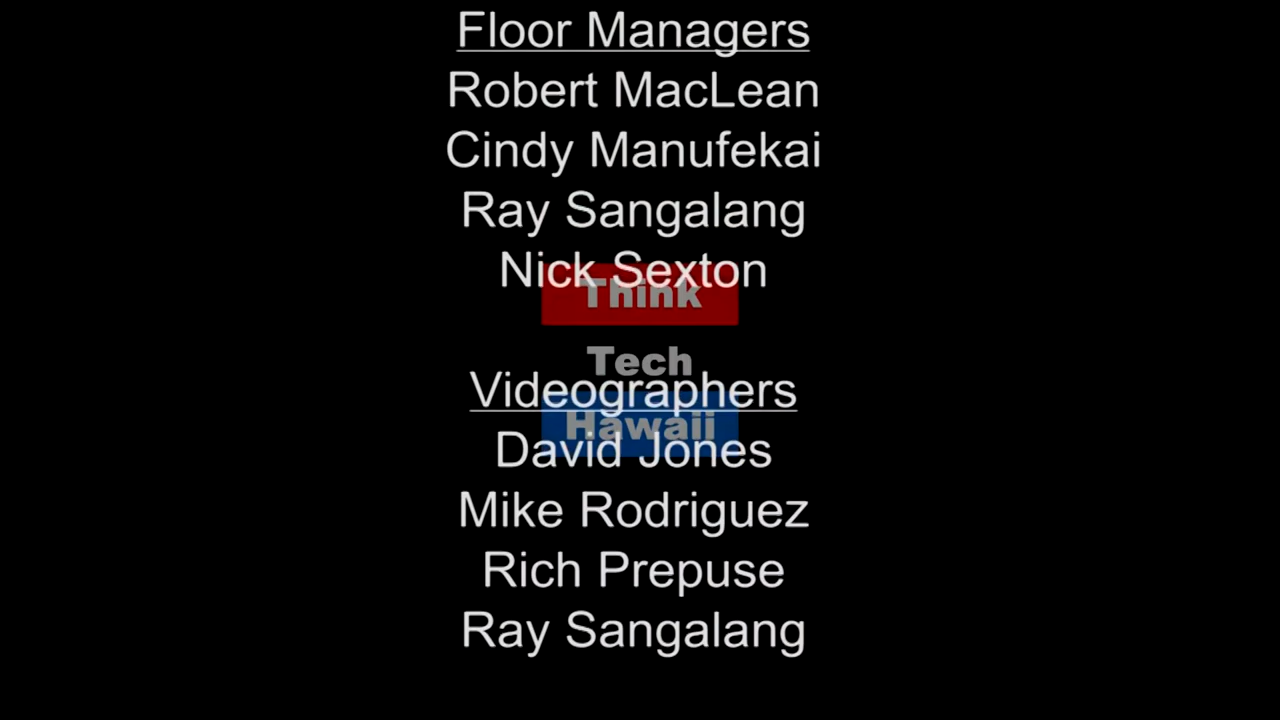 Floor Managers
Robert MacLean
Cindy Manufekai
Ray Sangalang
Nick Sexton
Think
Tech
Videographers
Hawaii
David Jones
Mike Rodriguez
Rich Prepuse
Ray Sangalang